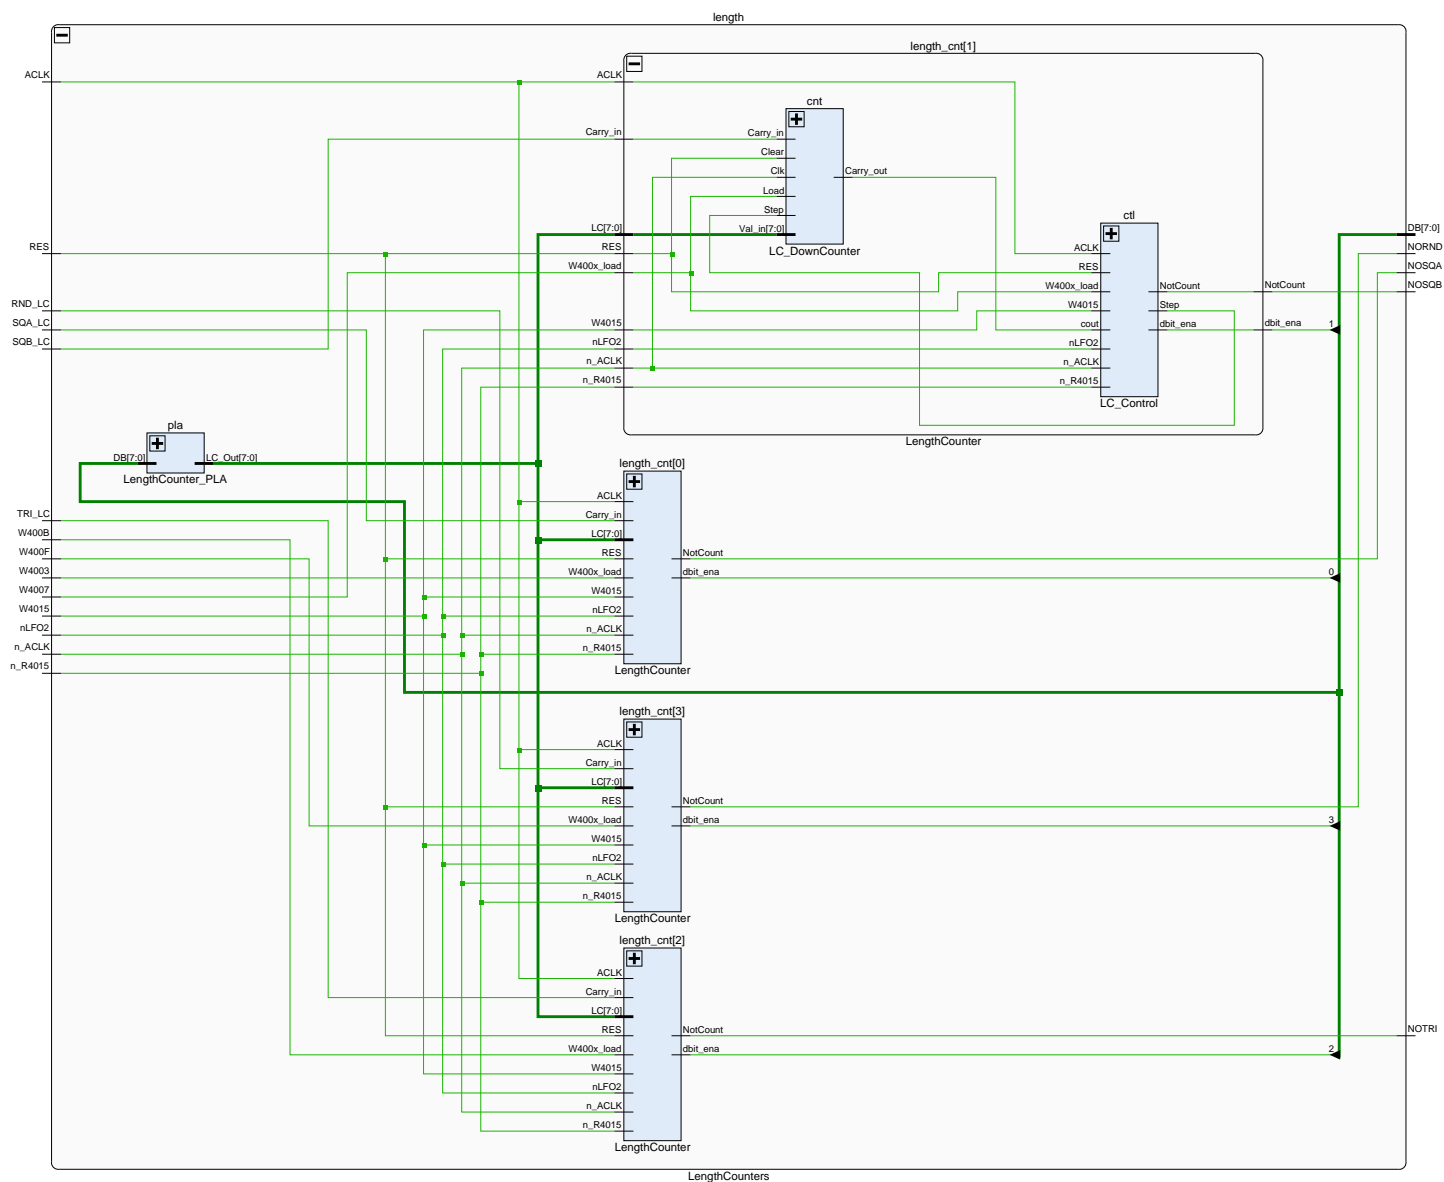 length
length_cnt[1]
ACLK
ACLK
cnt
Carry_in
Carry_in
Clear
Clk
Carry_out
Load
Step
ctl
LC[7:0]
Val_in[7:0]
DB[7:0]
RES
RES
LC_DownCounter
ACLK
NORND
W400x_load
RES
NOSQA
W400x_load
NotCount
NotCount
NOSQB
RND_LC
W4015
Step
SQA_LC
W4015
cout
dbit_ena
dbit_ena
1
SQB_LC
nLFO2
nLFO2
n_ACLK
n_ACLK
n_R4015
n_R4015
LC_Control
pla
LengthCounter
DB[7:0]
LC_Out[7:0]
LengthCounter_PLA
length_cnt[0]
ACLK
TRI_LC
Carry_in
W400B
LC[7:0]
W400F
RES
NotCount
W4003
W400x_load
dbit_ena
0
W4007
W4015
W4015
nLFO2
nLFO2
n_ACLK
n_ACLK
n_R4015
n_R4015
LengthCounter
length_cnt[3]
ACLK
Carry_in
LC[7:0]
RES
NotCount
W400x_load
dbit_ena
3
W4015
nLFO2
n_ACLK
n_R4015
LengthCounter
length_cnt[2]
ACLK
Carry_in
LC[7:0]
RES
NotCount
NOTRI
W400x_load
dbit_ena
2
W4015
nLFO2
n_ACLK
n_R4015
LengthCounter
LengthCounters